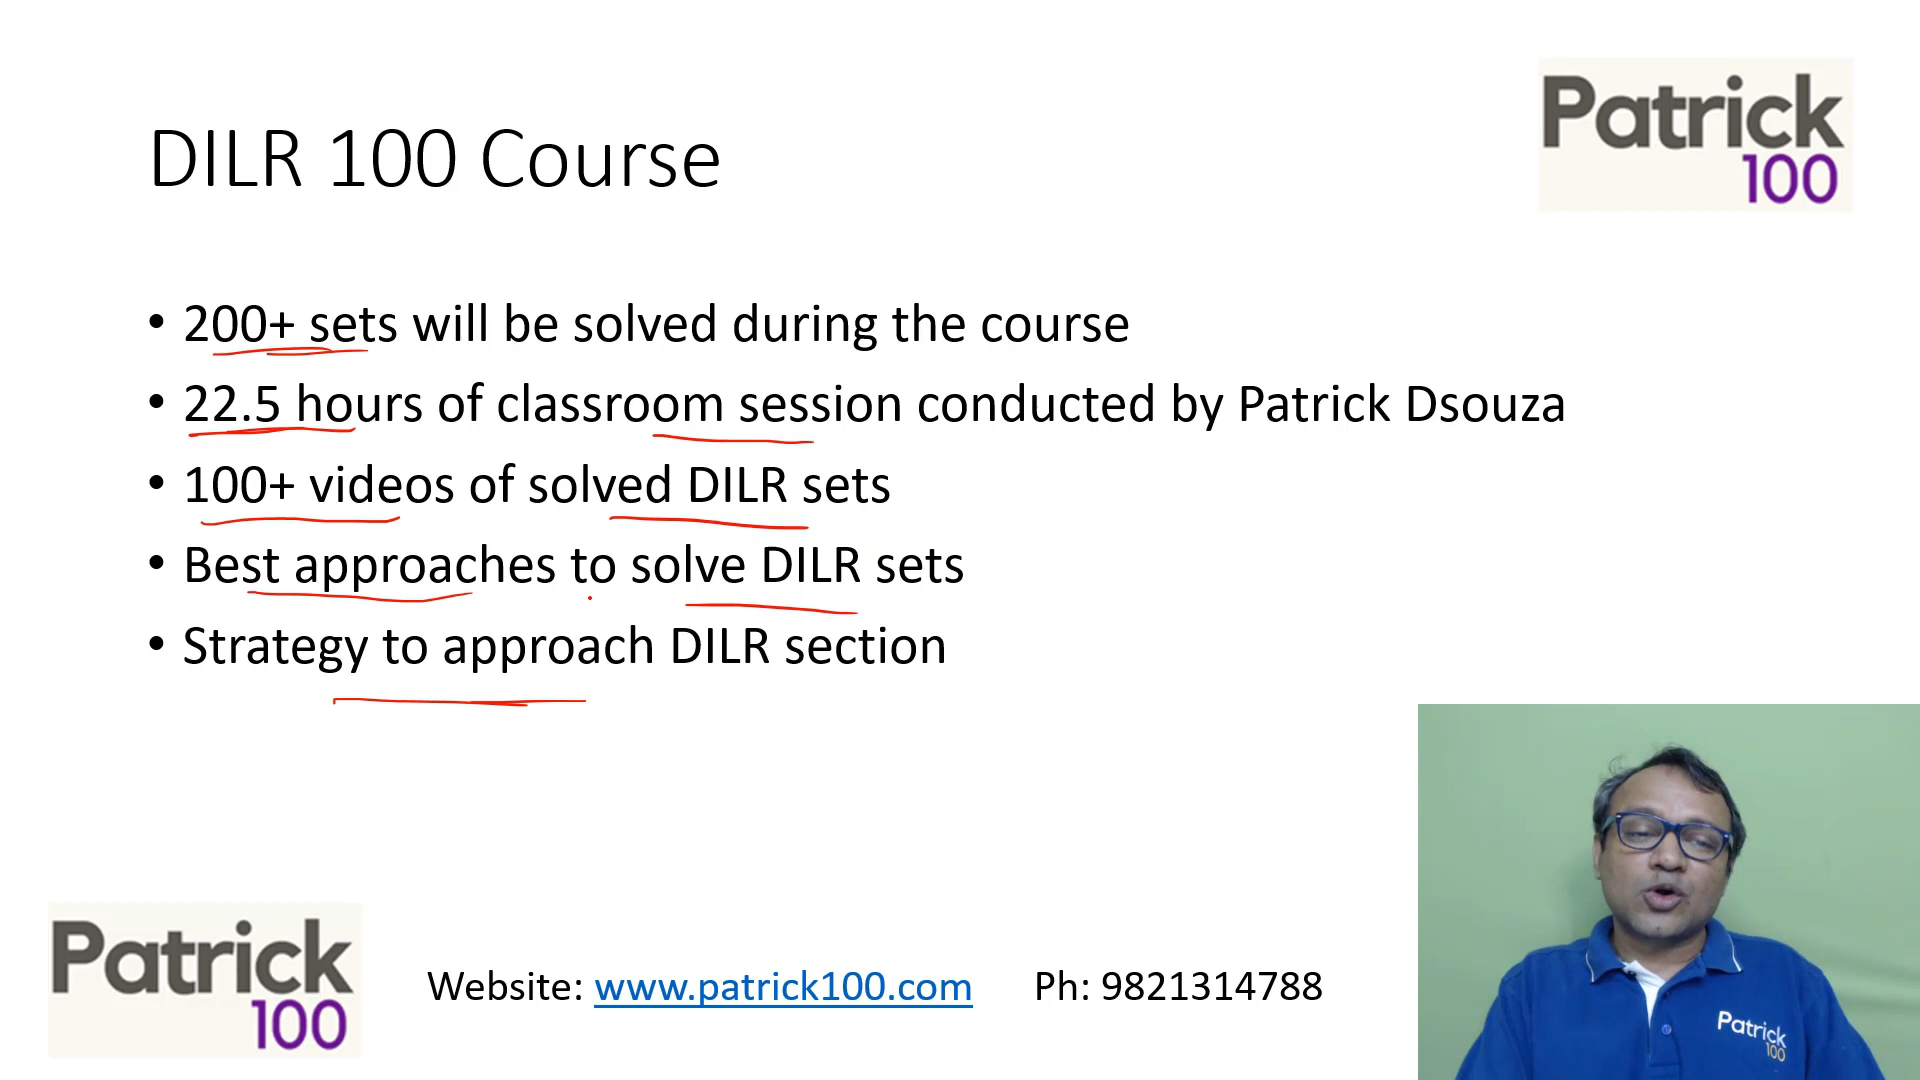 DILR 100 Course
Patrick
100
• 200+ sets will be solved during the course
• 22.5 hours of classroom session conducted by Patrick Dsouza
• 100+ videos of solved DILR sets
• Best approaches to solve DILR sets
• Strategy to approach DILR section
Patrick
100
Website: www.patrick100.com Ph: 9821314788
Patrick
100